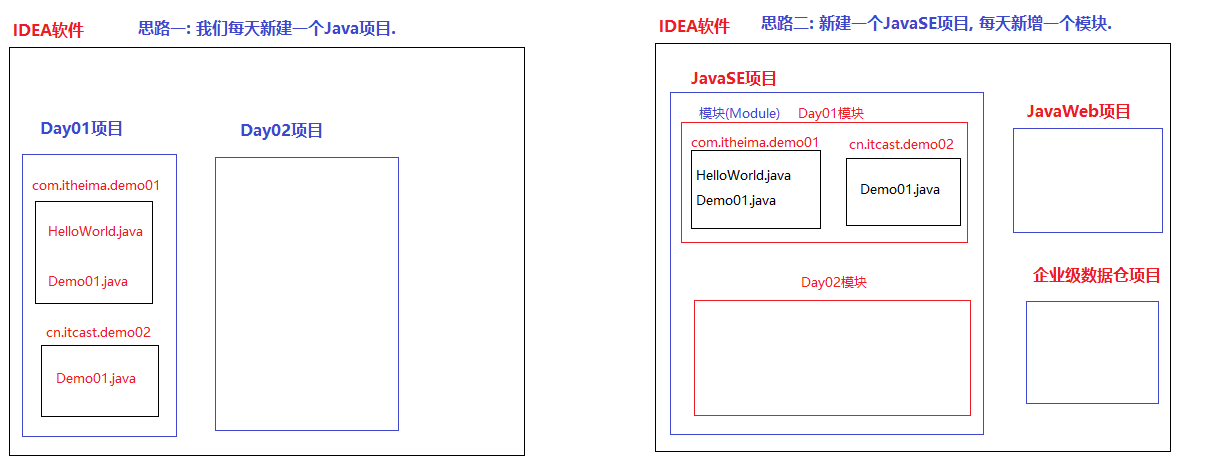 IDEA软件
思路一: 我们每天新建一个Java项目.
Day01项目
Day02项目
com.itheima.demo01
HelloWorld.java
Demo01.java
cn.itcast.demo02
Demo01.java
IDEA软件
思路二: 新建一个JavaSE项目, 每天新增一个模块.
JavaSE项目
模块(Module)
Day01模块
com.itheima.demo01
HelloWorld.java
Demo01.java
cn.itcast.demo02
Demo01.java
Day02模块
JavaWeb项目
企业级数据仓项目